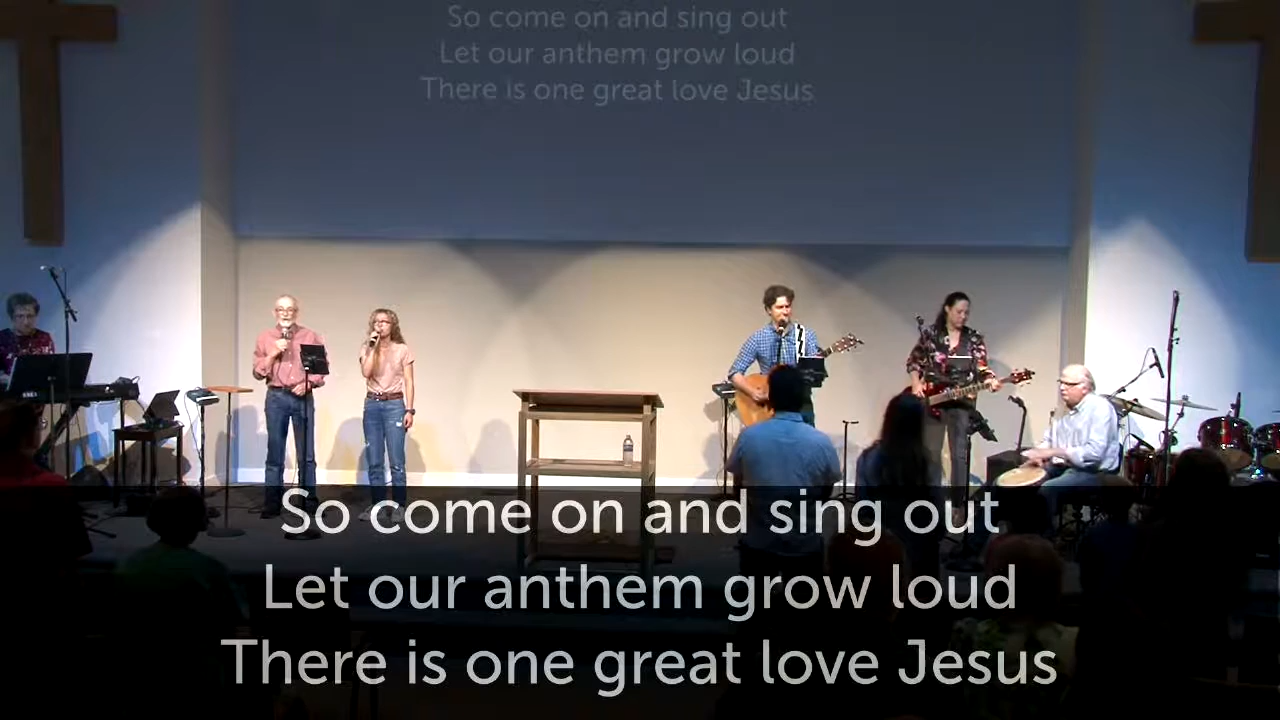 So come on and sing out
Let our anthem grow loud
There is one great love Jesus
So come on and sing out
Let our anthem grow loud
There is one great love Jesus